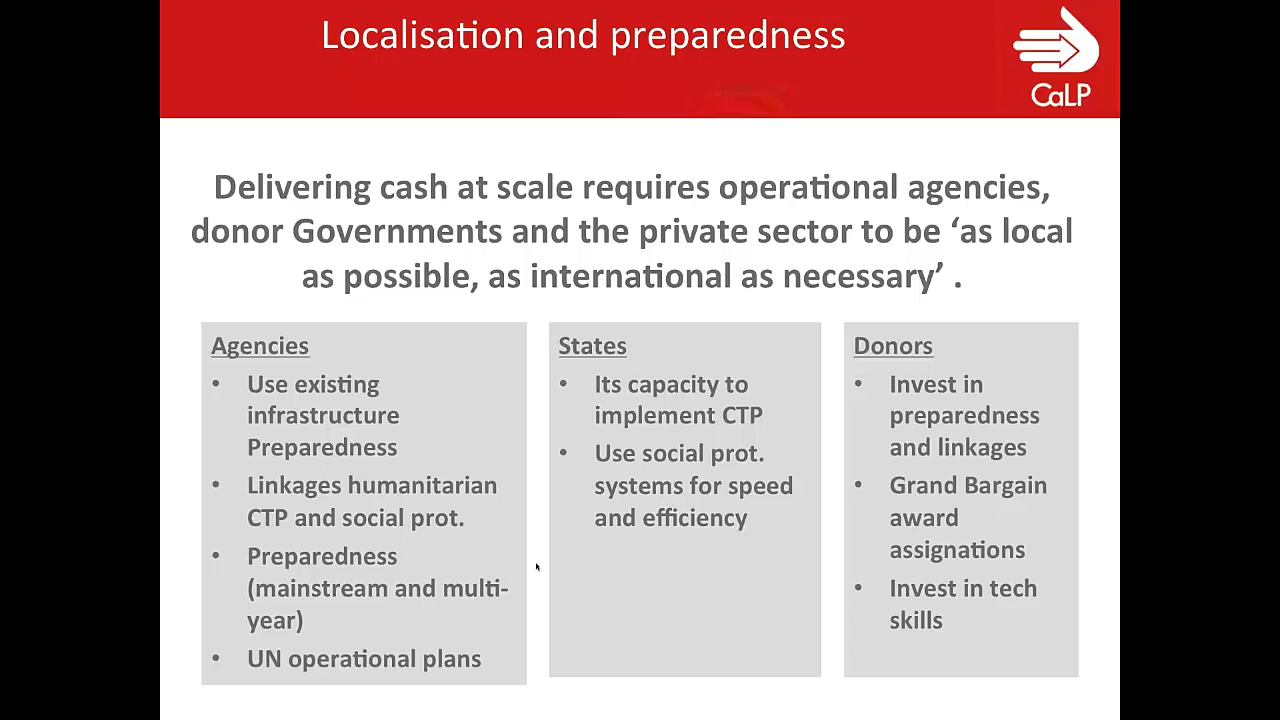 Localisation and preparedness
CaLP
Delivering cash at scale requires operational agencies,
donor Governments and the private sector to be ‘as local
as possible, as international as necessary’ .
Agencies
• Use existing
infrastructure
Preparedness
• Linkages humanitarian
CTP and social prot.
• Preparedness
(mainstream and multi-
year)
• UN operational plans
States
• Its capacity to
implement CTP
• Use social prot.
systems for speed
and efficiency
Donors
• Invest in
preparedness
and linkages
• Grand Bargain
award
assignations
• Invest in tech
skills